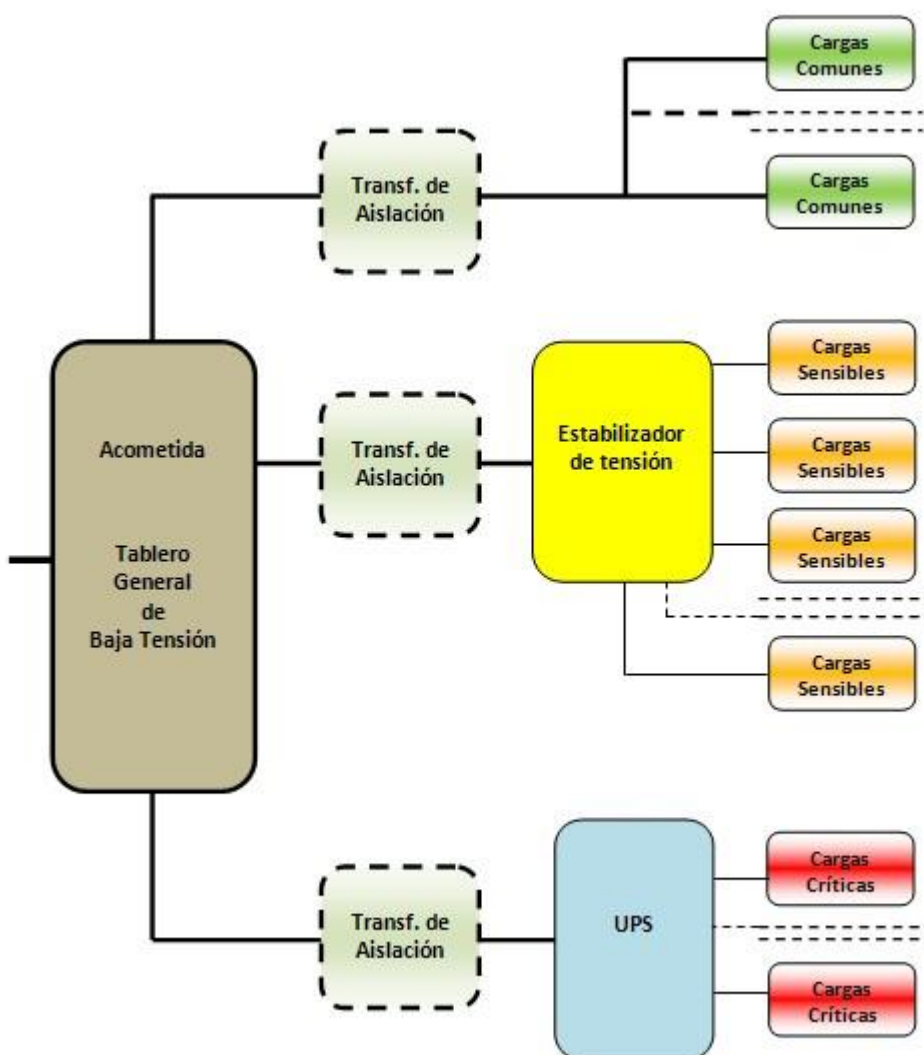 Cargas
Comunes
Transf. de
Aislación
Cargas
Comunes
Cargas
Sensibles
Acometida
Transf. de
Aislación
Estabilizador
de tensión
Cargas
Sensibles
Cargas
Sensibles
Tablero
General
de
Baja Tensión
Cargas
Sensibles
Transf. de
Aislación
UPS
Cargas
Críticas
Cargas
Críticas